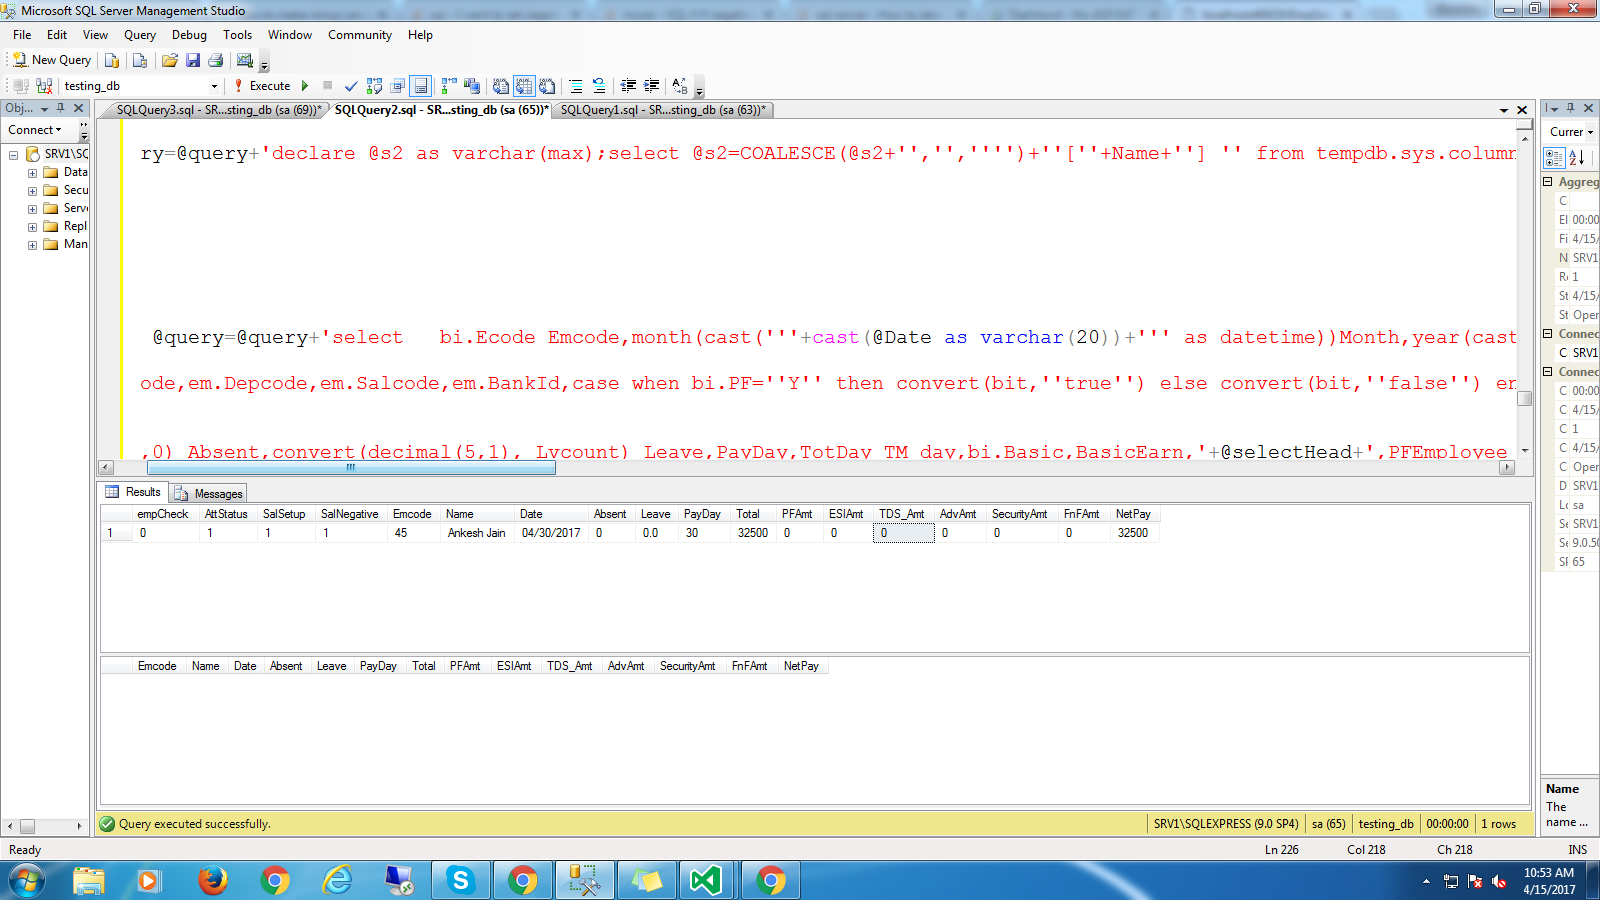 Microsoft SQL Server Management Studio
File Edit View Query Debug Tools Window Community Help
New Query
testing_db Execute
Obj...
SQLQuery3.sql - SR...sting_db (sa (69))* SQLQuery2.sql - SR...sting_db (sa (65))* SQLQuery1.sql - SR...sting_db (sa (63))*
Connect
SRV1\SQ
Data
Secu
Serve
Repl
Man
ry=@query+'declare @s2 as varchar(max);select @s2=COALESCE(@s2+'','','''')+''[''+Name+''] '' from tempdb.sys.column
@query=@query+'select bi.Ecode Emcode,month(cast('''+cast(@Date as varchar(20))+''' as datetime))Month,year(cast
ode,em.Depcode,em.Salcode,em.BankId,case when bi.PF=''Y'' then convert(bit,''true'') else convert(bit,''false'') en
,0) Absent,convert(decimal(5,1), Lvcount) Leave,PayDay,TotDay TM_day,bi.Basic,BasicEarn,'+@selectHead+',PFEmployee
Results Messages
empCheck AttStatus SalSetup SalNegative Emcode Name Date Absent Leave PayDay Total PFAmt ESIAmt TDS_Amt AdvAmt SecurityAmt FnFAmt NetPay
1 0 1 1 1 45 Ankesh Jain 04/30/2017 0 0.0 30 32500 0 0 0 0 0 0 32500
Emcode Name Date Absent Leave PayDay Total PFAmt ESIAmt TDS_Amt AdvAmt SecurityAmt FnFAmt NetPay
Query executed successfully. SRV1\SQLEXPRESS (9.0 SP4) sa (65) testing_db 00:00:00 1 rows
Currer
Aggreg
C
El 00:00
Fi 4/15/
N SRV1
R 1
St 4/15/
St Oper
Connec
C SRV1
Connec
C 00:00
C 4/15/
C 1
C 4/15/
C Oper
D SRV1
Lo sa
Se SRV1
Se 9.0.50
SF 65
Name
The
name ...
Ready Ln 226 Col 218 Ch 218 INS
10:53 AM
4/15/2017